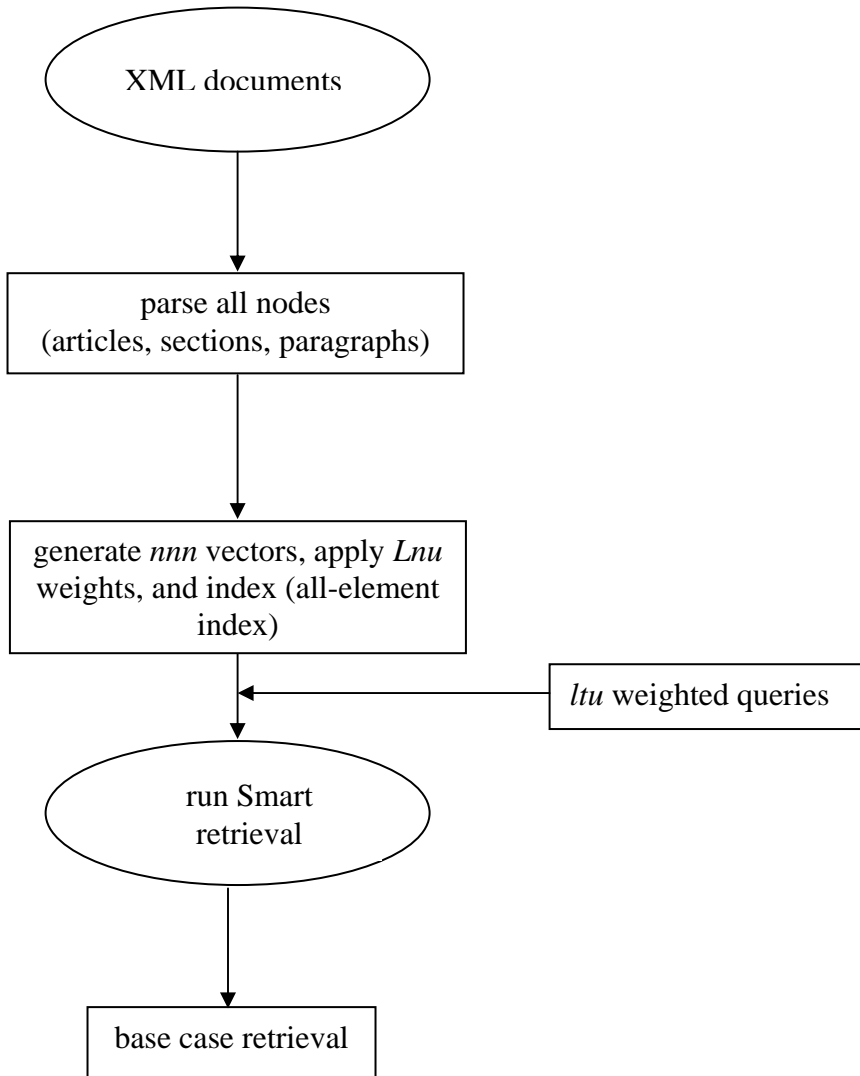 XML documents
parse all nodes
(articles, sections, paragraphs)
generate nnn vectors, apply Lnu
weights, and index (all-element
index)
ltu weighted queries
run Smart
retrieval
base case retrieval